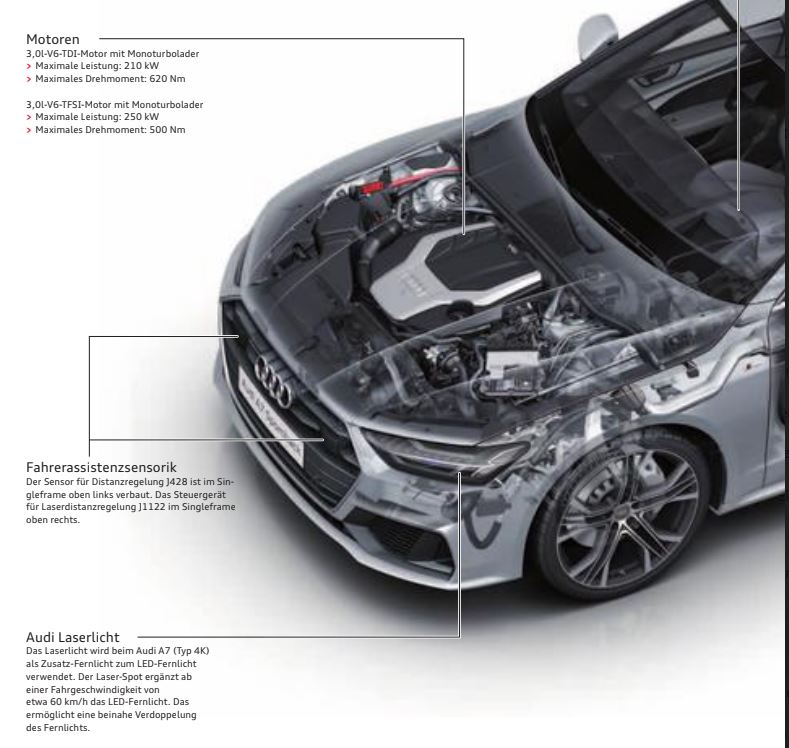 Motoren
3,0l-V6-TDI-Motor mit Monoturbolader
> Maximale Leistung: 210 kW
> Maximales Drehmoment: 620 Nm
3,0l-V6-TFSI-Motor mit Monoturbolader
> Maximale Leistung: 250 kW
> Maximales Drehmoment: 500 Nm
Audi A7 Sportback
Fahrerassistenzsensorik
Der Sensor für Distanzregelung J428 ist im Sin-
gleframe oben links verbaut. Das Steuergerät
für Laserdistanzregelung J1122 im Singleframe
oben rechts.
Audi Laserlicht
Das Laserlicht wird beim Audi A7 (Typ 4K)
als Zusatz-Fernlicht zum LED-Fernlicht
verwendet. Der Laser-Spot ergänzt ab
einer Fahrgeschwindigkeit von
etwa 60 km/h das LED-Fernlicht. Das
ermöglicht eine beinahe Verdoppelung
des Fernlichts.